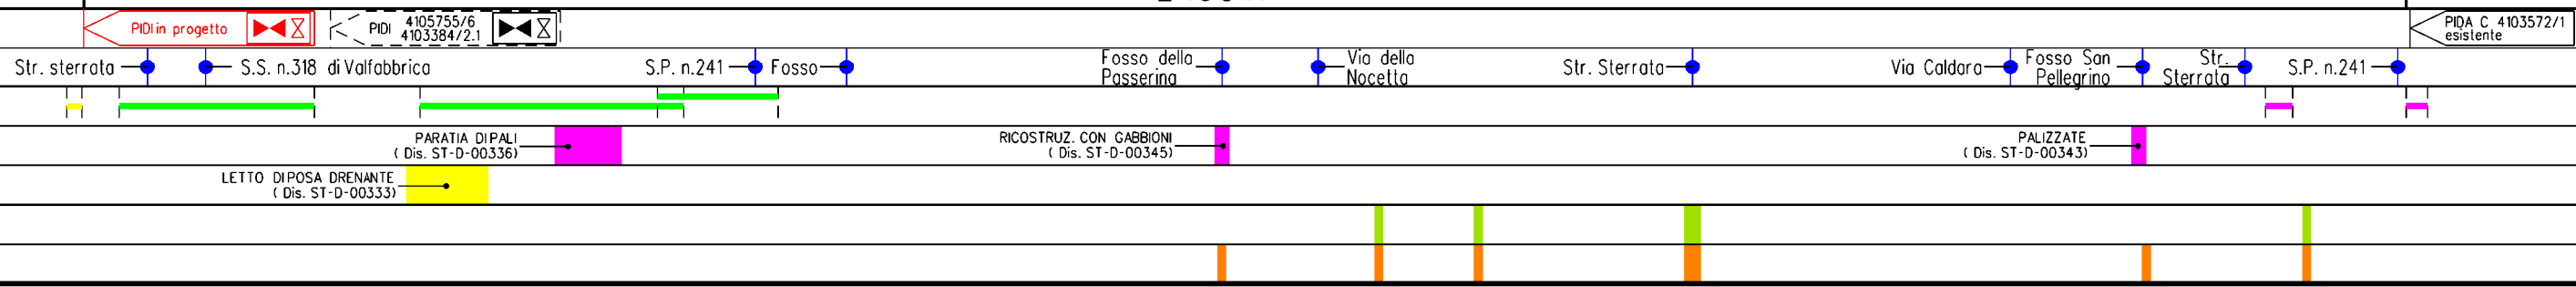 PIDI in progetto
PIDI 4105755/6
4103384/2.1
PIDA C 4103572/1
esistente
Str. sterrata
S.S. n.318 di Valfabbrica
S.P. n.241
Fosso
Fosso della
Passerina
Via della
Nocetta
Str. Sterrata
Via Caldara
Fosso San
Pellegrino
Str.
Sterrata
S.P. n.241
PARATIA DI PALI
( Dis. ST-D-00336)
RICOSTRUZ. CON GABBIONI
( Dis. ST-D-00345)
PALIZZATE
( Dis. ST-D-00343)
LETTO DI POSA DRENANTE
( Dis. ST-D-00333)